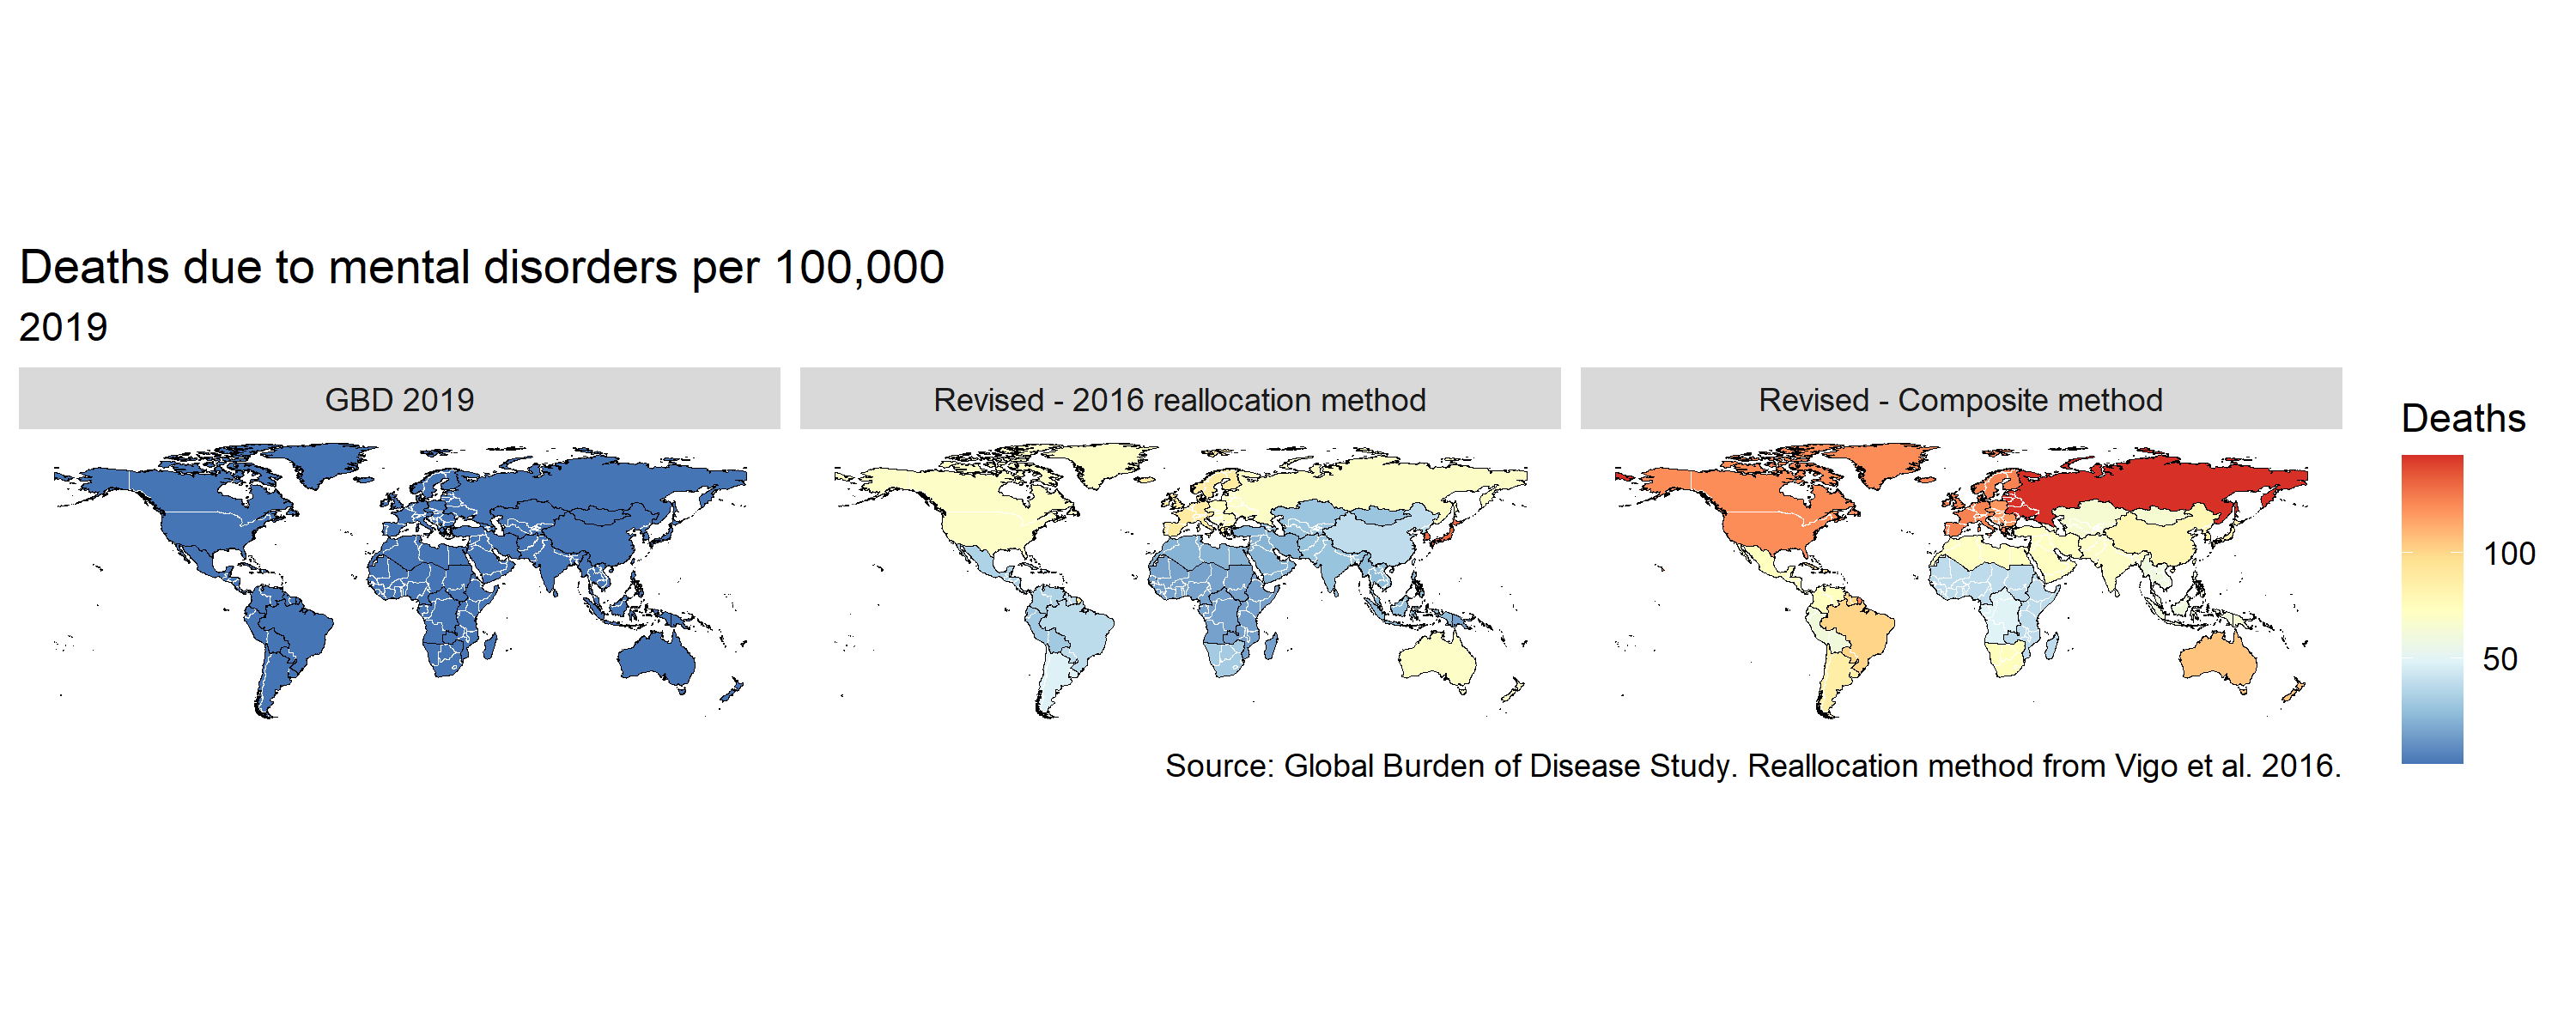 Deaths due to mental disorders per 100,000
2019
GBD 2019
Revised - 2016 reallocation method
Revised - Composite method
Deaths
100
50
Source: Global Burden of Disease Study. Reallocation method from Vigo et al. 2016.